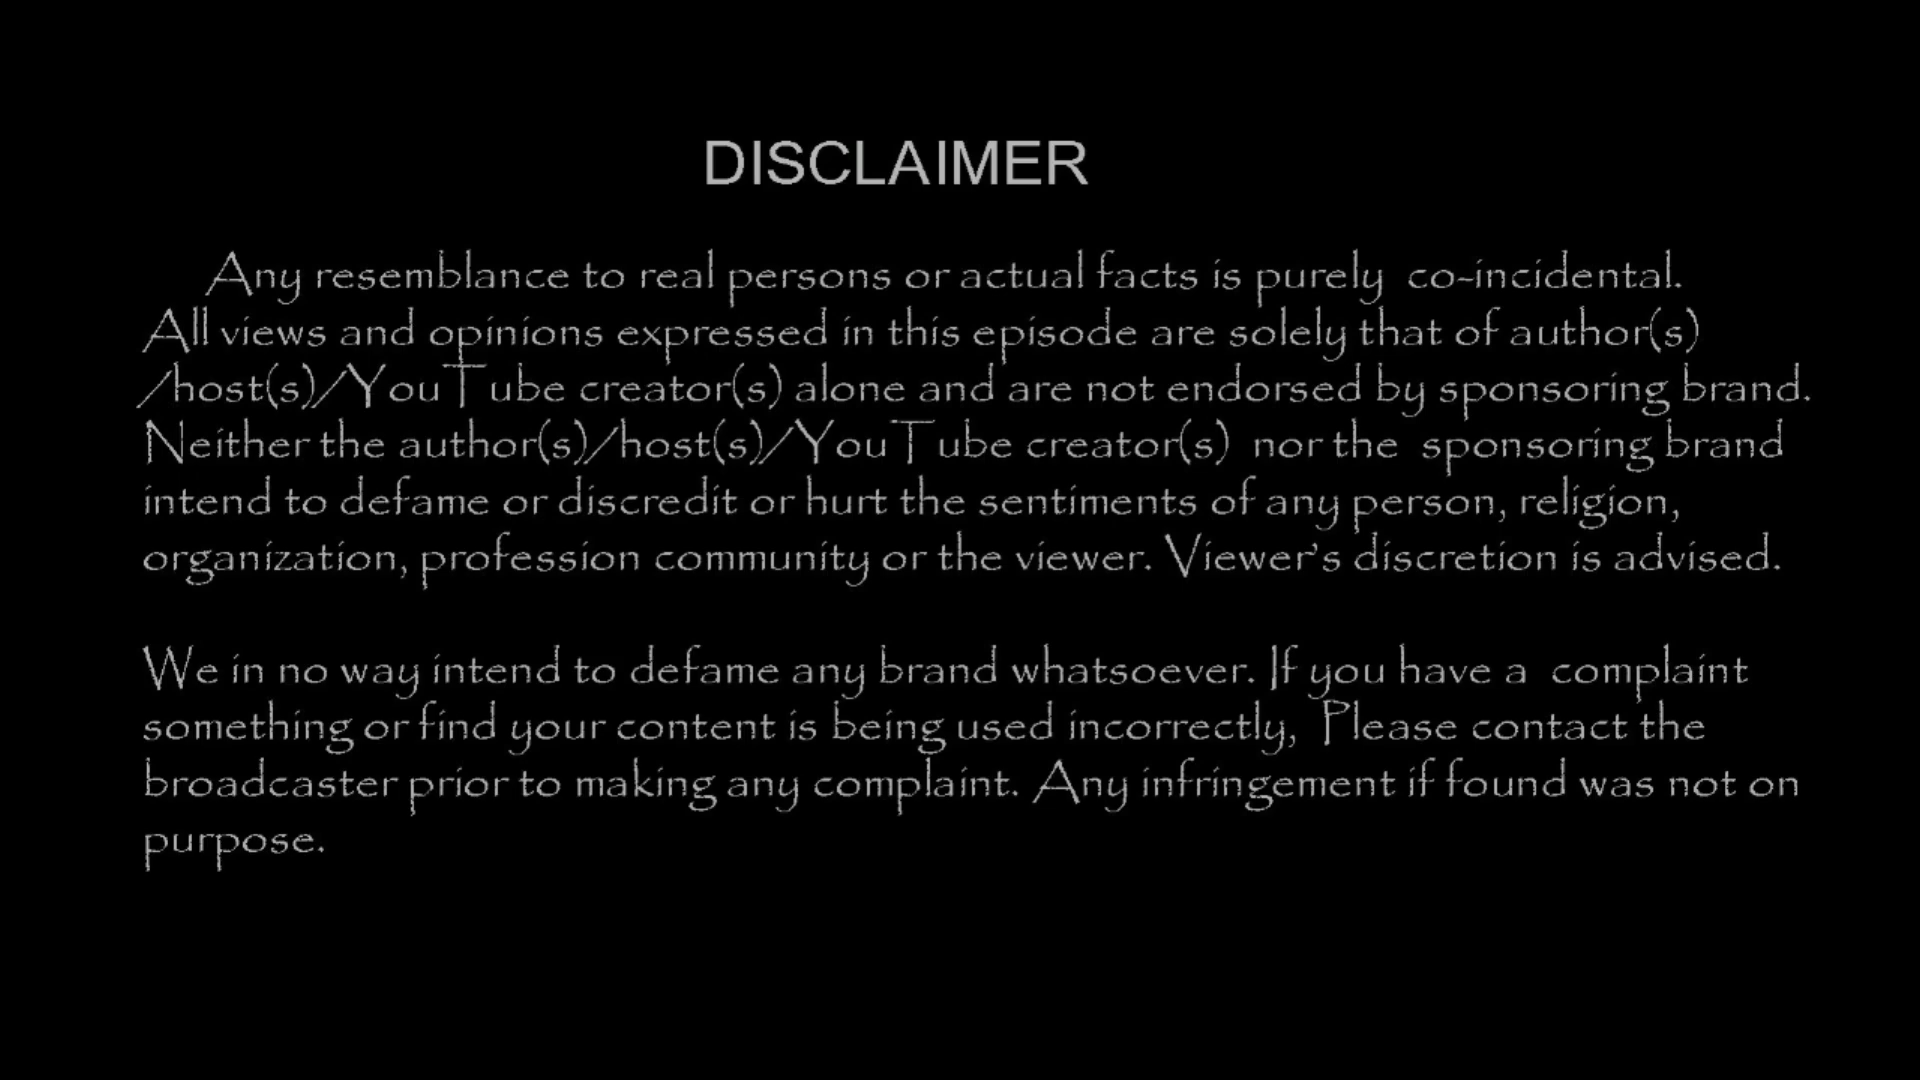 DISCLAIMER
Any resemblance to real persons or actual facts is purely co-incidental.
All views and opinions expressed in this episode are solely that of author(s)
/host(s)/YouTube creator(s) alone and are not endorsed by sponsoring brand.
Neither the author(s)/host(s)/YouTube creator(s) nor the sponsoring brand
intend to defame or discredit or hurt the sentiments of any person, religion,
organization, profession community or the viewer. Viewer's discretion is advised.
We in no way intend to defame any brand whatsoever. If you have a complaint
something or find your content is being used incorrectly, Please contact the
broadcaster prior to making any complaint. Any infringement if found was not on
purpose.